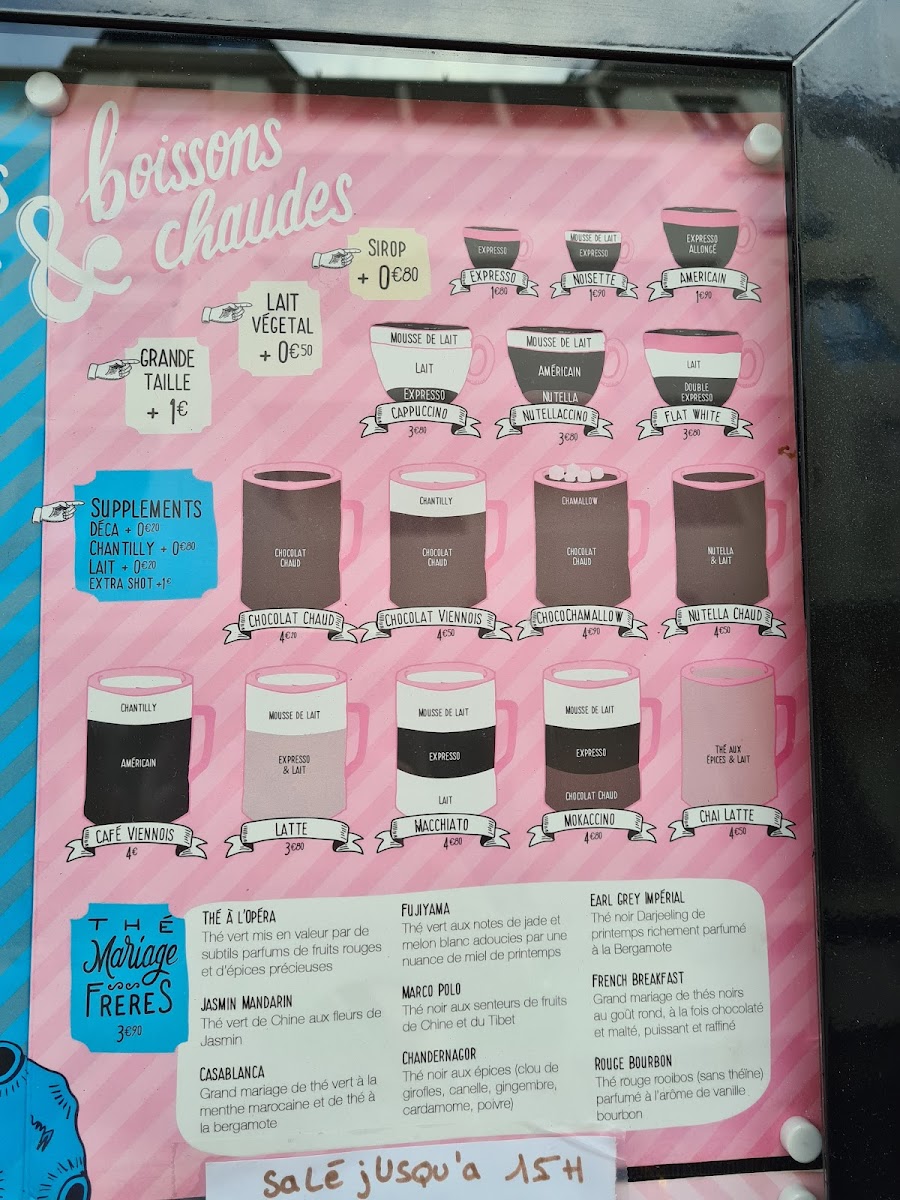 &
boissons
chaudes
SIROP
+ 0€80
LAIT
VÉGETAL
+ 0€50
GRANDE
TAILLE
+ 1€
EXPRESSO
EXPRESSO
1€80
MOUSSE DE LAIT
EXPRESSO
NOISETTE
1€90
EXPRESSO
ALLONGÉ
AMERICAIN
1€90
MOUSSE DE LAIT
LAIT
EXPRESSO
CAPPUCCINO
3€80
MOUSSE DE LAIT
AMÉRICAIN
NUTELLA
NUTELLACCINO
3€80
LAIT
DOUBLE
EXPRESSO
FLAT WHITE
3€80
SUPPLEMENTS
DÉCA + 0€20
CHANTILLY + 0€80
LAIT + 0€20
EXTRA SHOT +1€
CHOCOLAT
CHAUD
CHOCOLAT CHAUD
4€20
CHANTILLY
CHOCOLAT
CHAUD
CHOCOLAT VIENNOIS
4€50
CHAMALLOW
CHOCOLAT
CHAUD
CHOCOCHAMALLOW
4€90
NUTELLA
& LAIT
NUTELLA CHAUD
4€50
CHANTILLY
AMÉRICAIN
CAFÉ VIENNOIS
4€
MOUSSE DE LAIT
EXPRESSO
& LAIT
LATTE
3€80
MOUSSE DE LAIT
EXPRESSO
LAIT
MACCHIATO
4€80
MOUSSE DE LAIT
EXPRESSO
CHOCOLAT CHAUD
MOKACCINO
4€80
THÉ AUX
ÉPICES & LAIT
CHAI LATTE
4€50
THÉ
Mariage
FRERES
3€90
THÉ À L'OPÉRA
Thé vert mis en valeur par de
subtils parfums de fruits rouges
et d'épices précieuses
JASMIN MANDARIN
Thé vert de Chine aux fleurs de
Jasmin
CASABLANCA
Grand mariage de thé vert à la
menthe marocaine et de thé à
la bergamote
FUJIYAMA
Thé vert aux notes de jade et
melon blanc adoucies par une
nuance de miel de printemps
MARCO POLO
Thé noir aux senteurs de fruits
de Chine et du Tibet
CHANDERNAGOR
Thé noir aux épices (clou de
girofles, canelle, gingembre,
cardamome, poivre)
EARL GREY IMPÉRIAL
Thé noir Darjeeling de
printemps richement parfumé
à la Bergamote
FRENCH BREAKFAST
Grand mariage de thés noirs
au goût rond, à la fois chocolaté
et malté, puissant et raffiné
ROUGE BOURBON
Thé rouge rooibos (sans théïne)
parfumé à l'arôme de vanille
bourbon
SALÉ jUSQU'A 15H